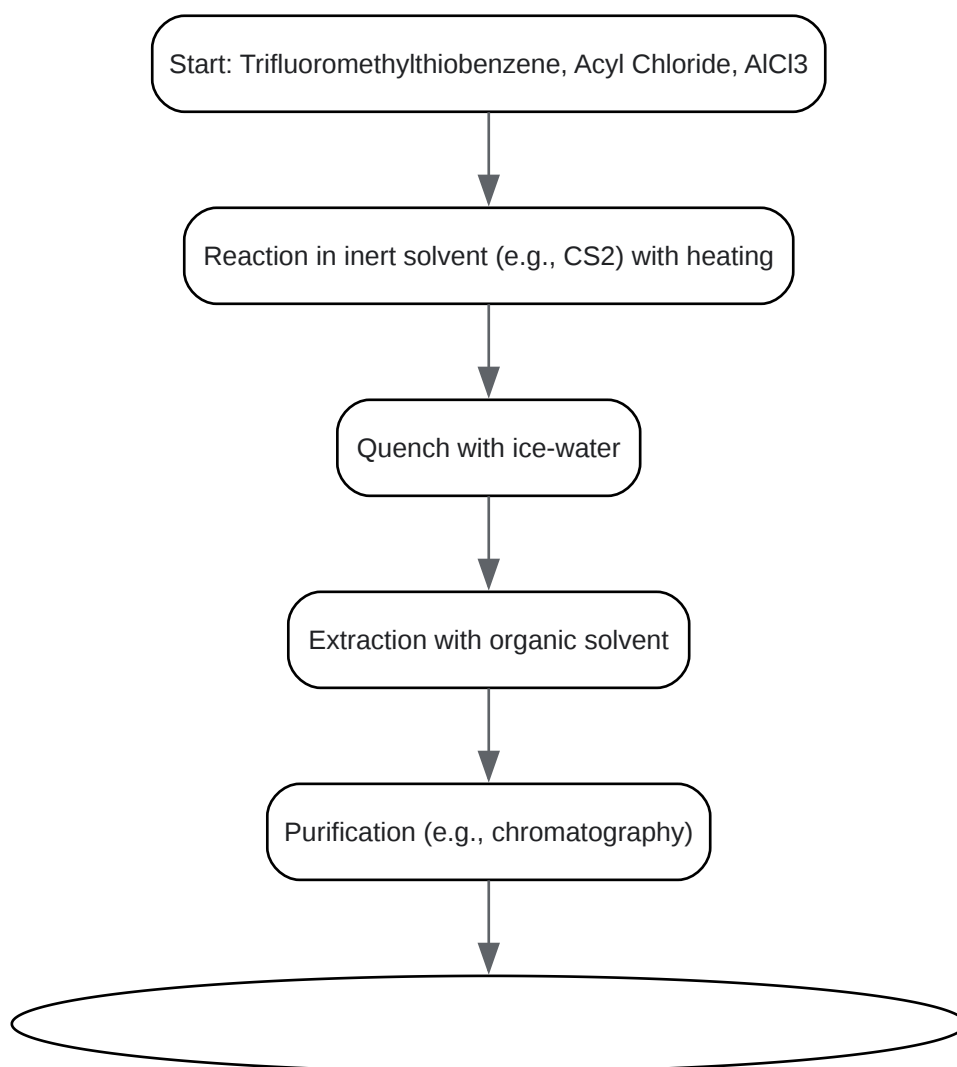 Start: Trifluoromethylthiobenzene, Acyl Chloride, AlCl3
Reaction in inert solvent (e.g., CS2) with heating
Quench with ice-water
Extraction with organic solvent
Purification (e.g., chromatography)